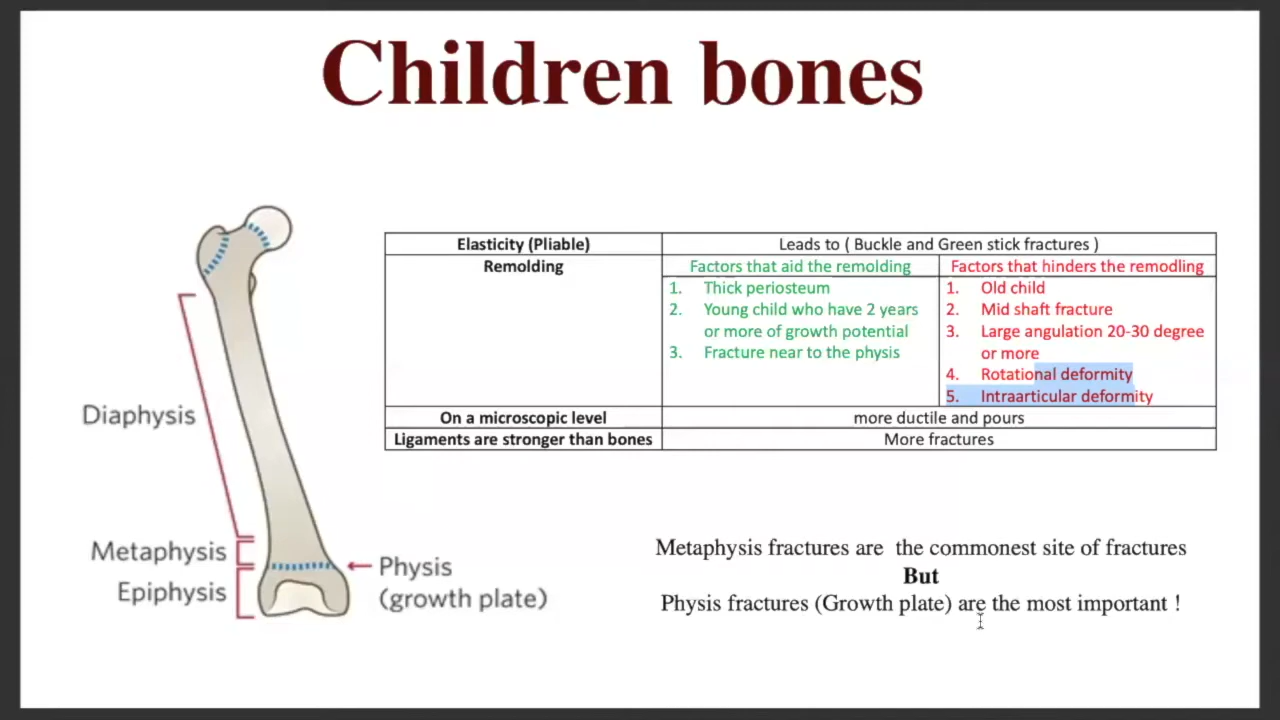 Children bones
Elasticity (Pliable)
Leads to ( Buckle and Green stick fractures )
Remolding
Factors that aid the remolding
Factors that hinders the remodling
1. Thick periosteum
2. Young child who have 2 years
or more of growth potential
3. Fracture near to the physis
1. Old child
2. Mid shaft fracture
3. Large angulation 20-30 degree
or more
4. Rotational deformity
5. Intraarticular deformity
On a microscopic level
more ductile and pours
Ligaments are stronger than bones
More fractures
Diaphysis
Metaphysis
Epiphysis
Physis
(growth plate)
Metaphysis fractures are the commonest site of fractures
But
Physis fractures (Growth plate) are the most important !